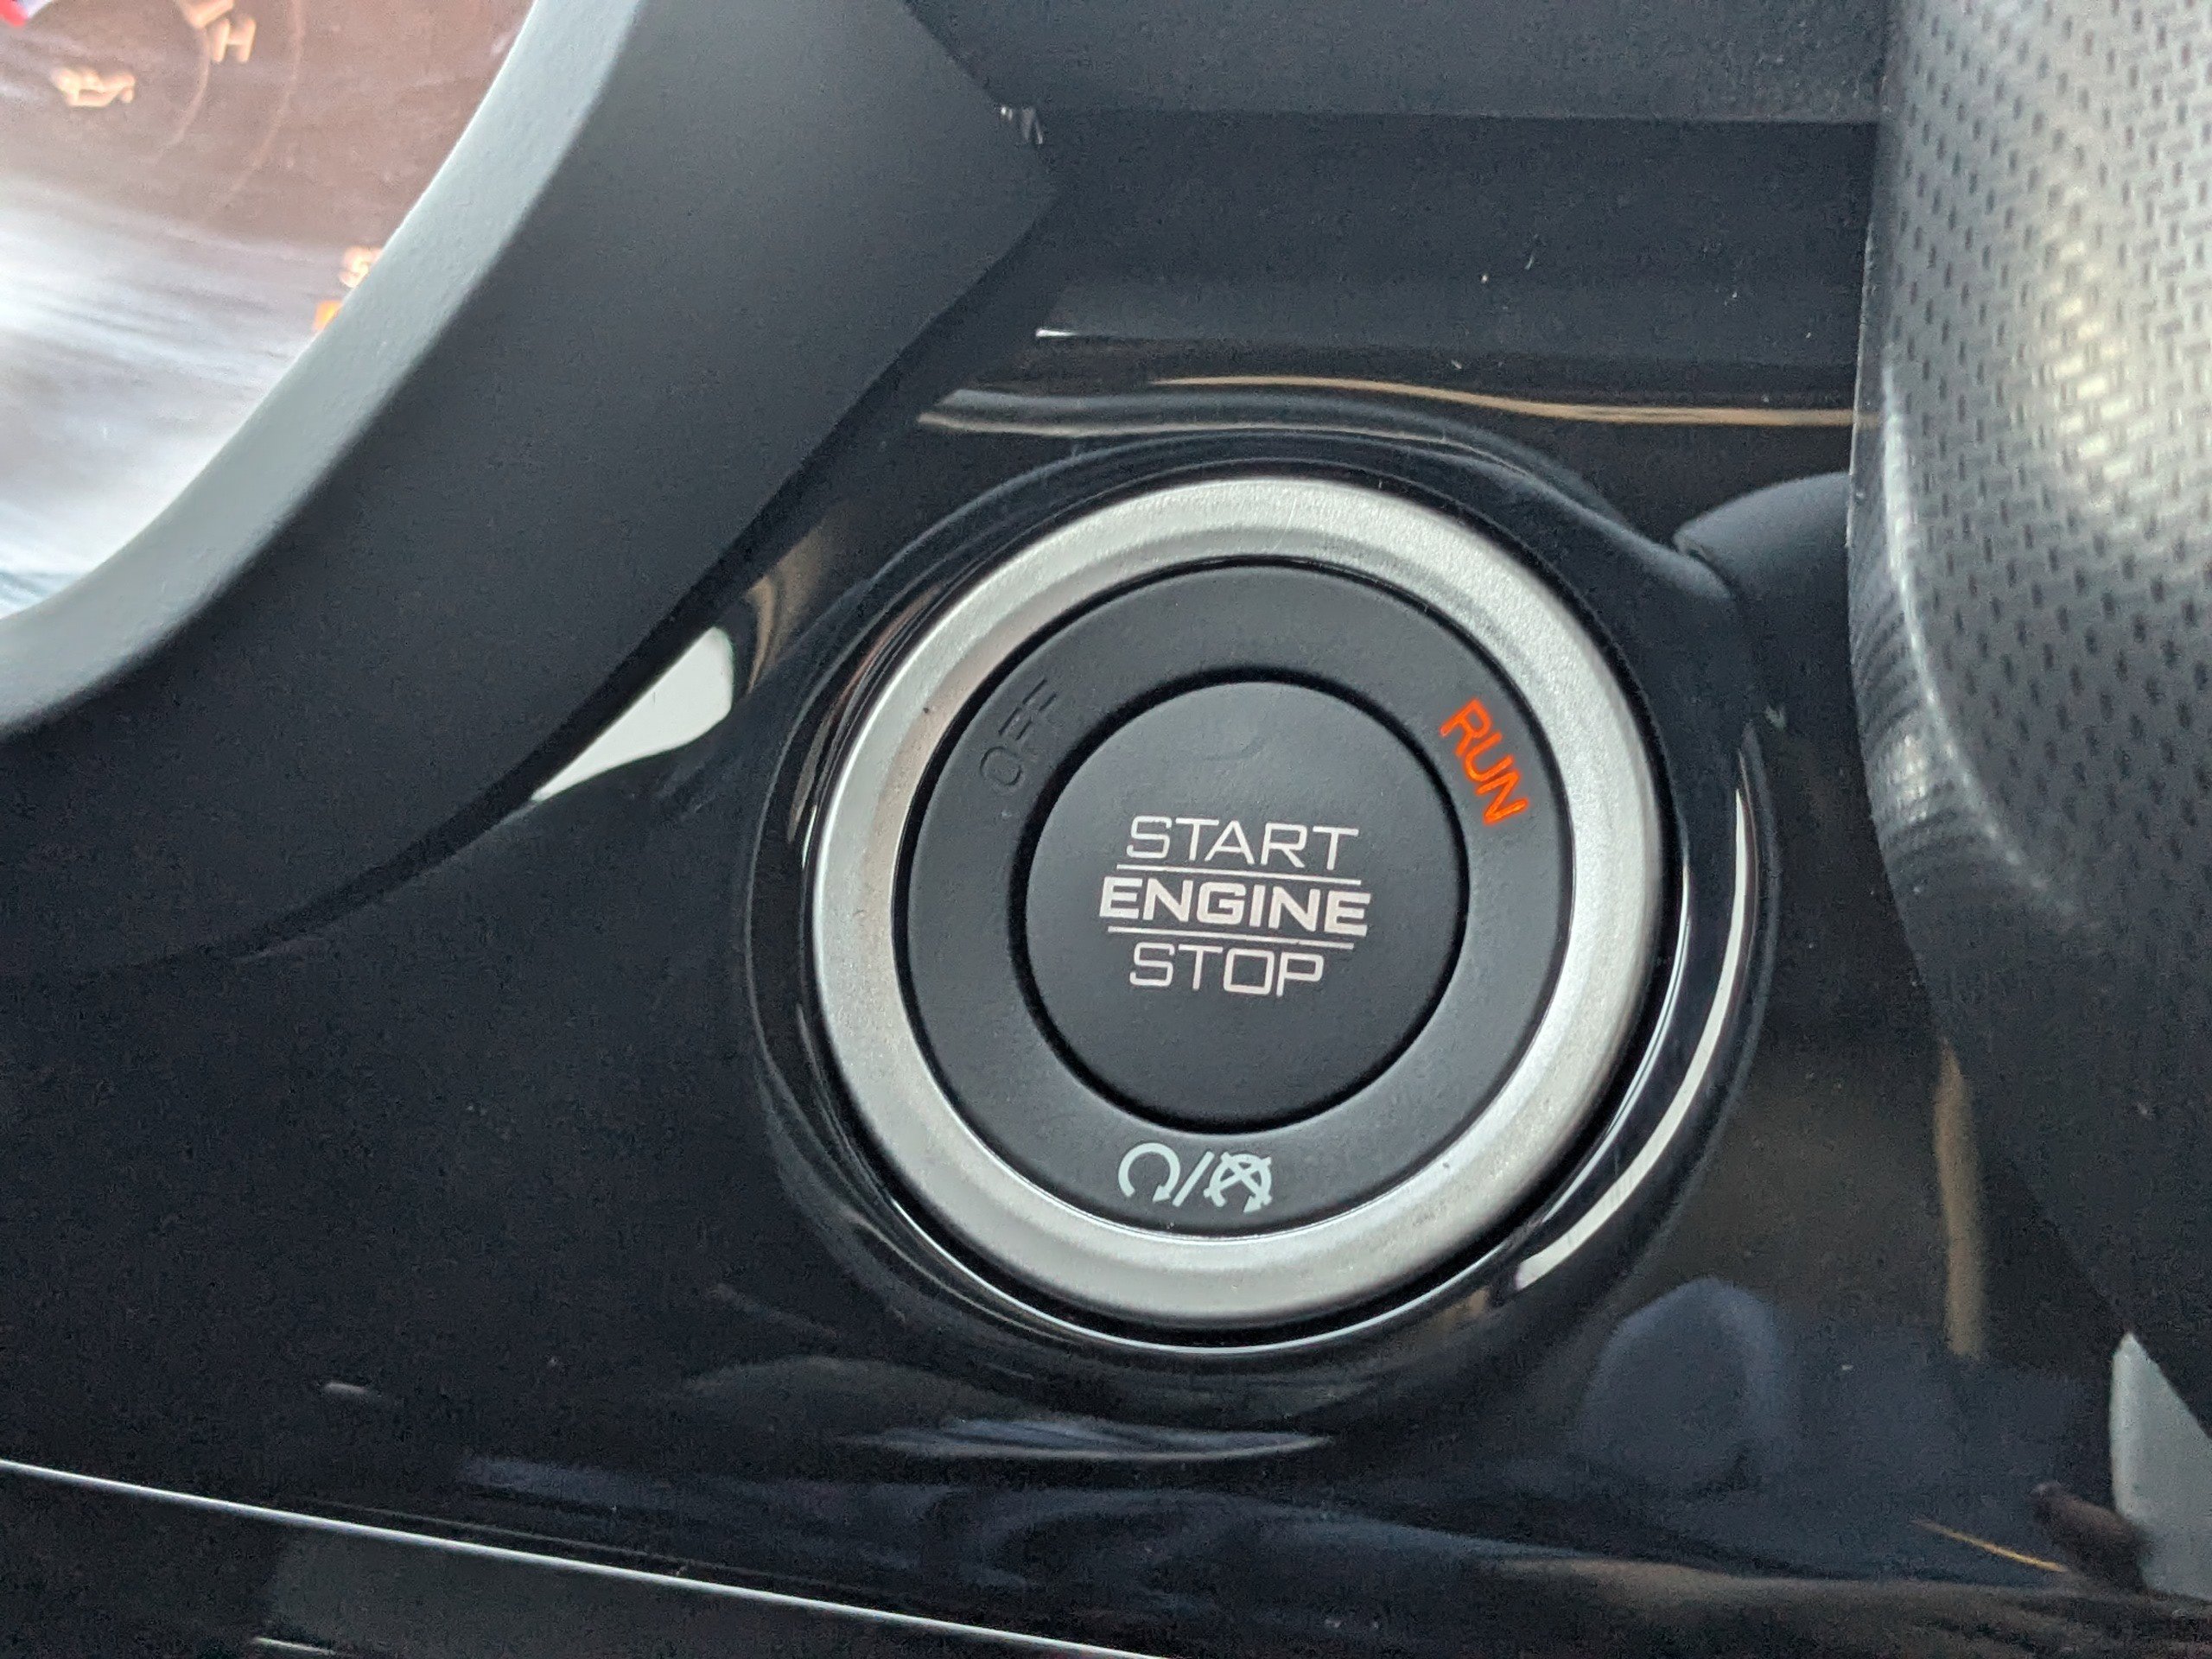 H
OFF
RUN
START
ENGINE
STOP